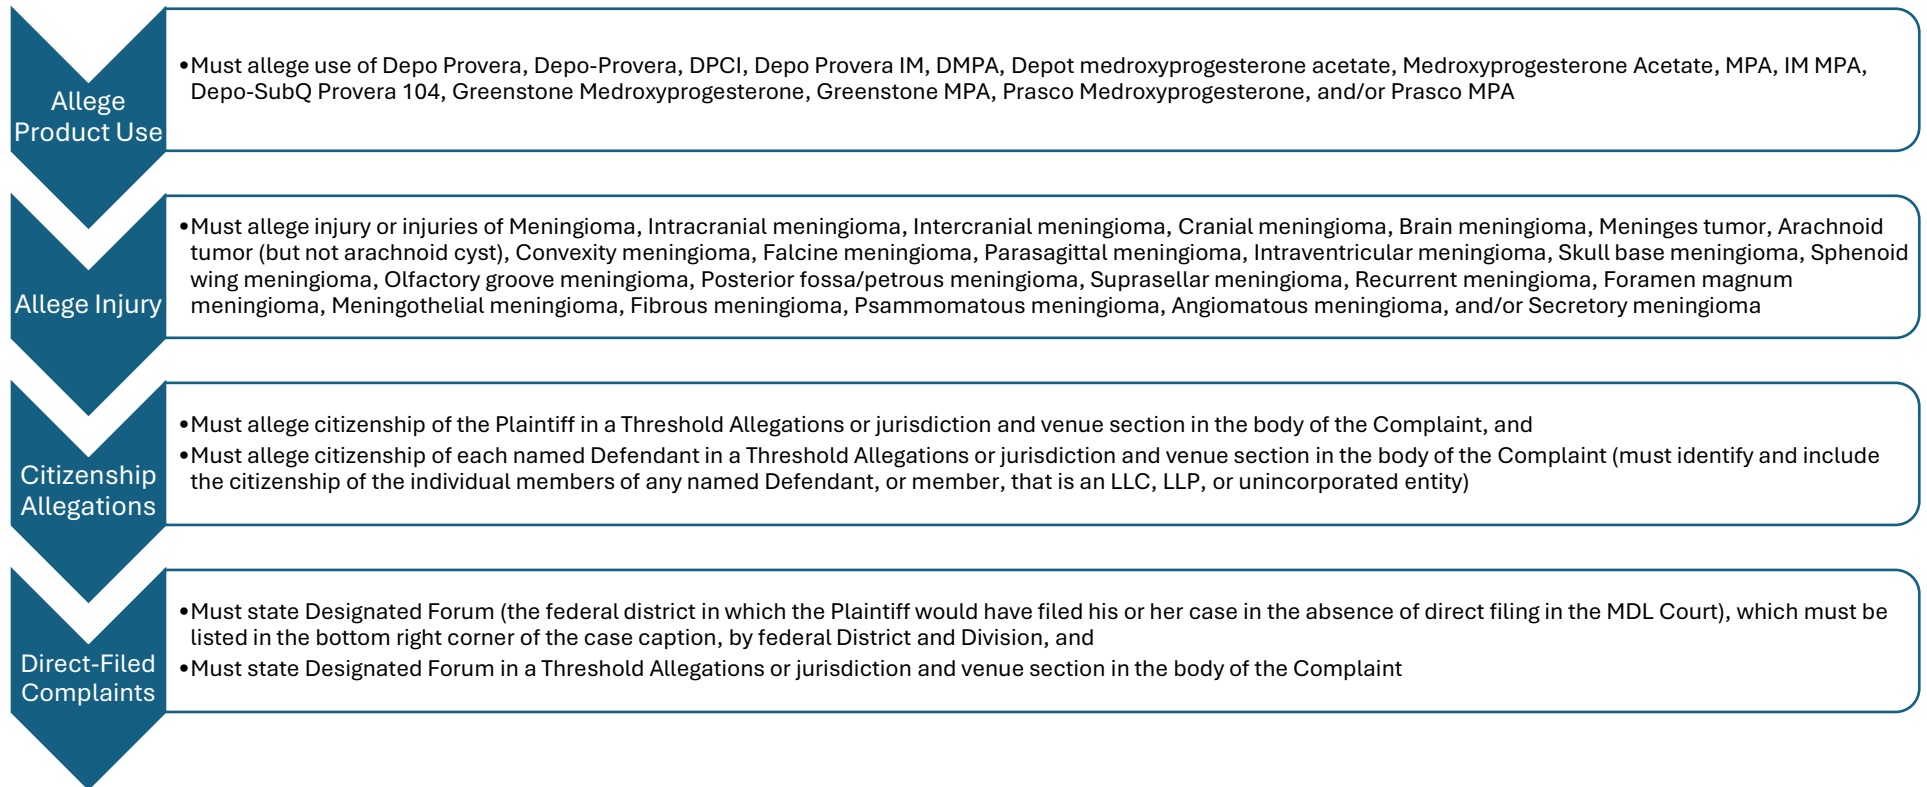 Allege
Product Use
•Must allege use of Depo Provera, Depo-Provera, DPCI, Depo Provera IM, DMPA, Depot medroxyprogesterone acetate, Medroxyprogesterone Acetate, MPA, IM MPA,
Depo-SubQ Provera 104, Greenstone Medroxyprogesterone, Greenstone MPA, Prasco Medroxyprogesterone, and/or Prasco MPA
Allege Injury
•Must allege injury or injuries of Meningioma, Intracranial meningioma, Intercranial meningioma, Cranial meningioma, Brain meningioma, Meninges tumor, Arachnoid
tumor (but not arachnoid cyst), Convexity meningioma, Falcine meningioma, Parasagittal meningioma, Intraventricular meningioma, Skull base meningioma, Sphenoid
wing meningioma, Olfactory groove meningioma, Posterior fossa/petrous meningioma, Suprasellar meningioma, Recurrent meningioma, Foramen magnum
meningioma, Meningothelial meningioma, Fibrous meningioma, Psammomatous meningioma, Angiomatous meningioma, and/or Secretory meningioma
Citizenship
Allegations
•Must allege citizenship of the Plaintiff in a Threshold Allegations or jurisdiction and venue section in the body of the Complaint, and
•Must allege citizenship of each named Defendant in a Threshold Allegations or jurisdiction and venue section in the body of the Complaint (must identify and include
the citizenship of the individual members of any named Defendant, or member, that is an LLC, LLP, or unincorporated entity)
Direct-Filed
Complaints
•Must state Designated Forum (the federal district in which the Plaintiff would have filed his or her case in the absence of direct filing in the MDL Court), which must be
listed in the bottom right corner of the case caption, by federal District and Division, and
•Must state Designated Forum in a Threshold Allegations or jurisdiction and venue section in the body of the Complaint